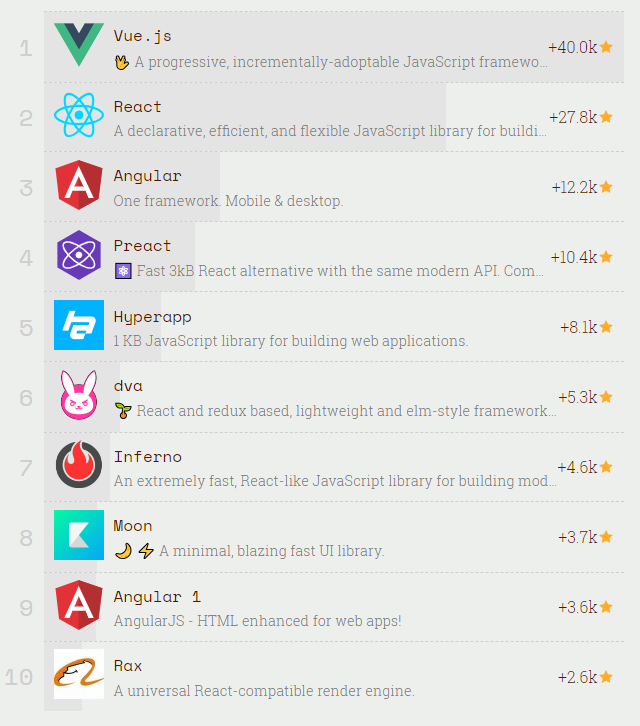 1
Vue.js
🖖 A progressive, incrementally-adoptable JavaScript framewo...
+40.0k
2
React
A declarative, efficient, and flexible JavaScript library for buildi...
+27.8k
3
Angular
One framework. Mobile & desktop.
+12.2k
4
Preact
⚛️ Fast 3kB React alternative with the same modern API. Com...
+10.4k
5
Hyperapp
1 KB JavaScript library for building web applications.
+8.1k
6
dva
🌱 React and redux based, lightweight and elm-style framework...
+5.3k
7
Inferno
An extremely fast, React-like JavaScript library for building mod...
+4.6k
8
Moon
🌙 ⚡ A minimal, blazing fast UI library.
+3.7k
9
Angular 1
AngularJS - HTML enhanced for web apps!
+3.6k
10
Rax
A universal React-compatible render engine.
+2.6k